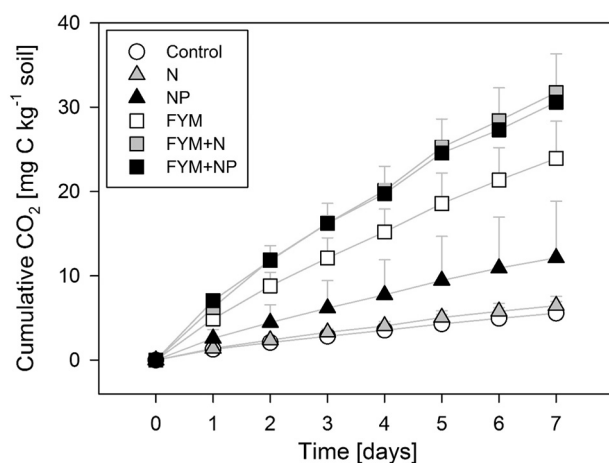 Cumulative CO₂ [mg C kg⁻¹ soil]
40
30
20
10
0
Control
N
NP
FYM
FYM+N
FYM+NP
0 1 2 3 4 5 6 7
Time [days]